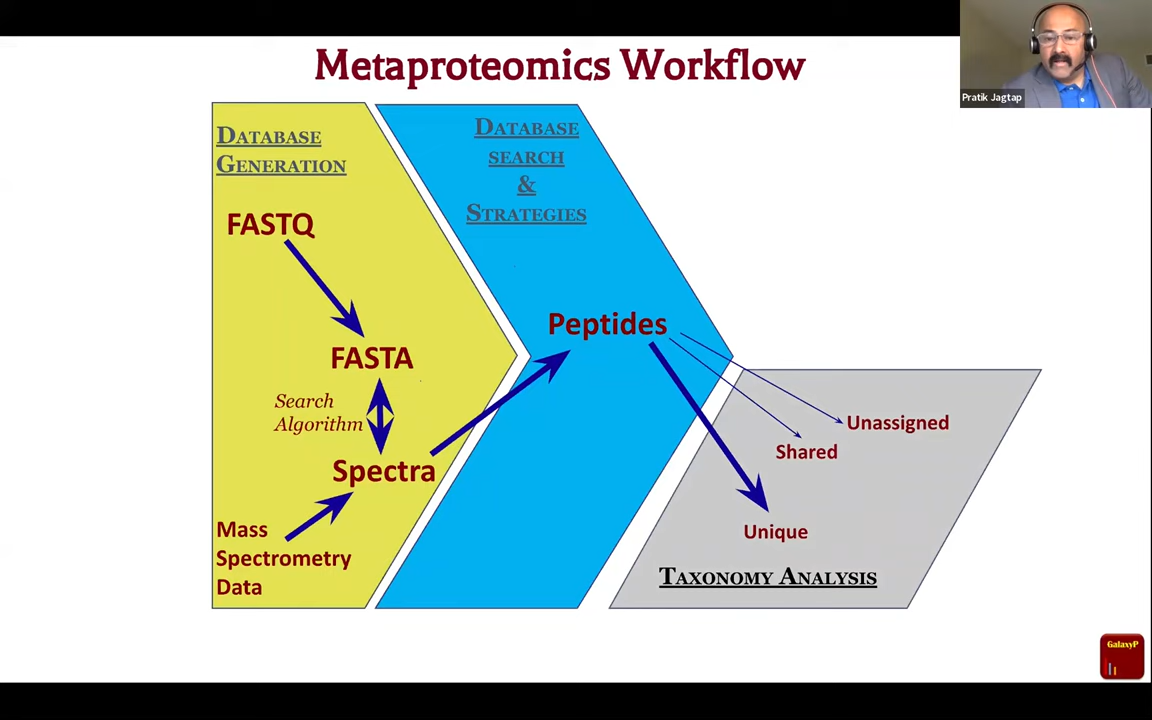 Metaproteomics Workflow
Pratik Jagtap
DATABASE
GENERATION
FASTQ
FASTA
Search
Algorithm
Spectra
Mass
Spectrometry
Data
DATABASE
SEARCH
&
STRATEGIES
Peptides
Unassigned
Shared
Unique
TAXONOMY ANALYSIS
GalaxyP